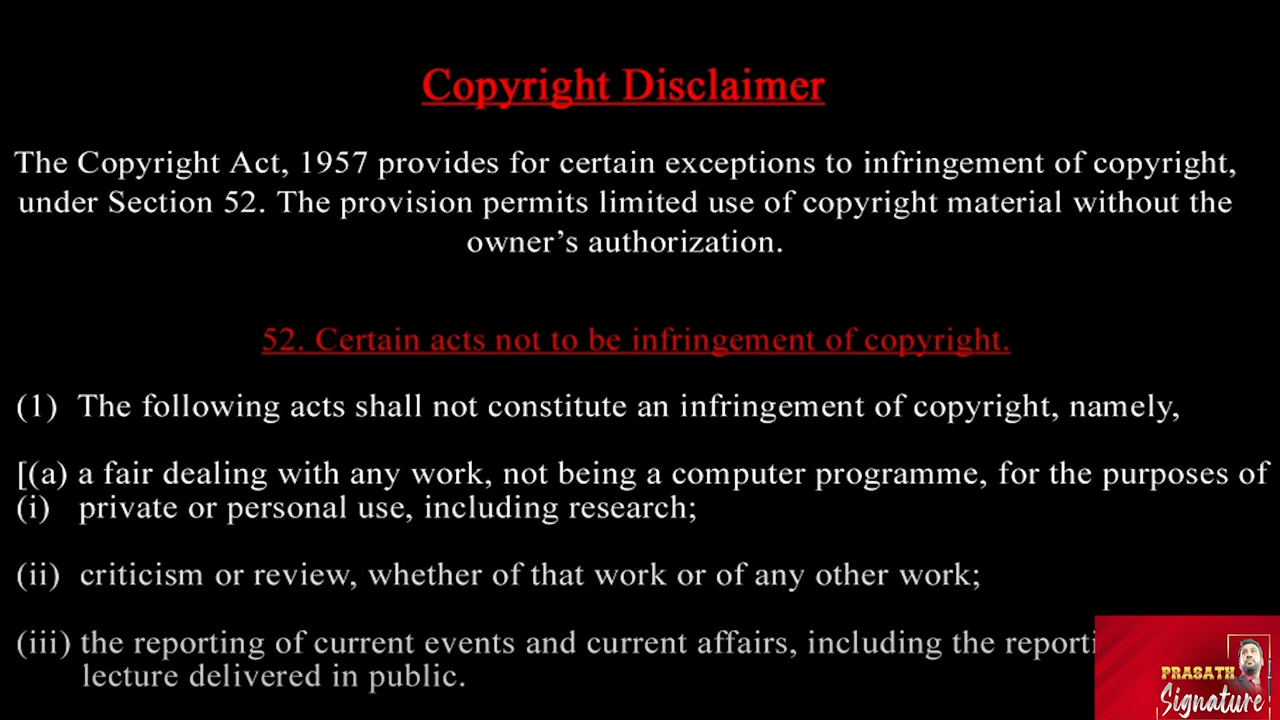 Copyright Disclaimer
The Copyright Act, 1957 provides for certain exceptions to infringement of copyright,
under Section 52. The provision permits limited use of copyright material without the
owner’s authorization.
52. Certain acts not to be infringement of copyright.
(1) The following acts shall not constitute an infringement of copyright, namely,
[(a) a fair dealing with any work, not being a computer programme, for the purposes of
(i) private or personal use, including research;
(ii) criticism or review, whether of that work or of any other work;
(iii) the reporting of current events and current affairs, including the
lecture delivered in public.
PRASATH
Signature